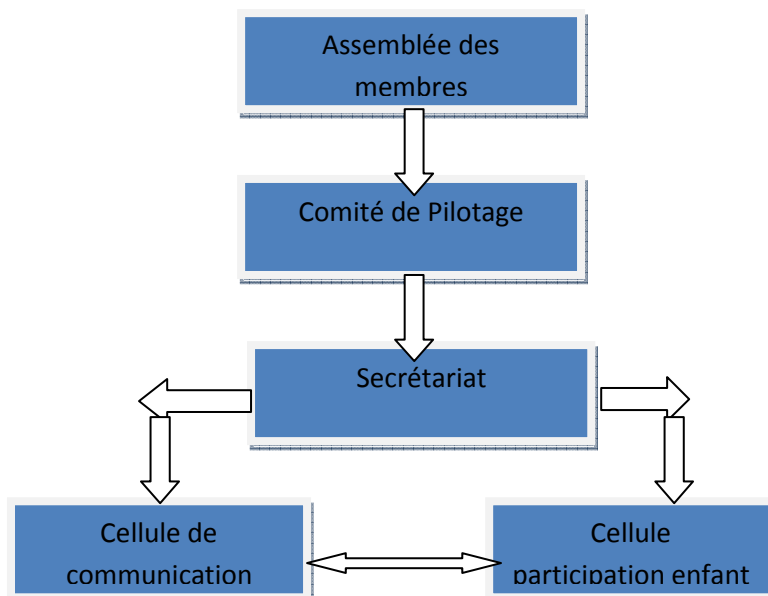 Assemblée des
membres
Comité de Pilotage
Secrétariat
Cellule de
communication
Cellule
participation enfant